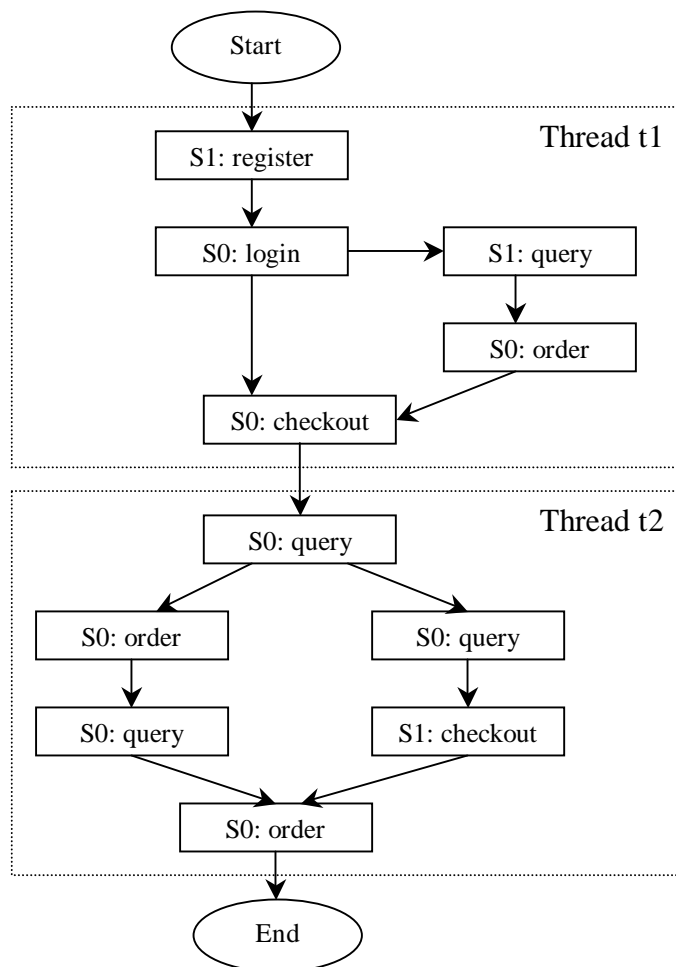 Start
Thread t1
S1: register
S0: login
S1: query
S0: order
S0: checkout
Thread t2
S0: query
S0: order
S0: query
S0: query
S1: checkout
S0: order
End